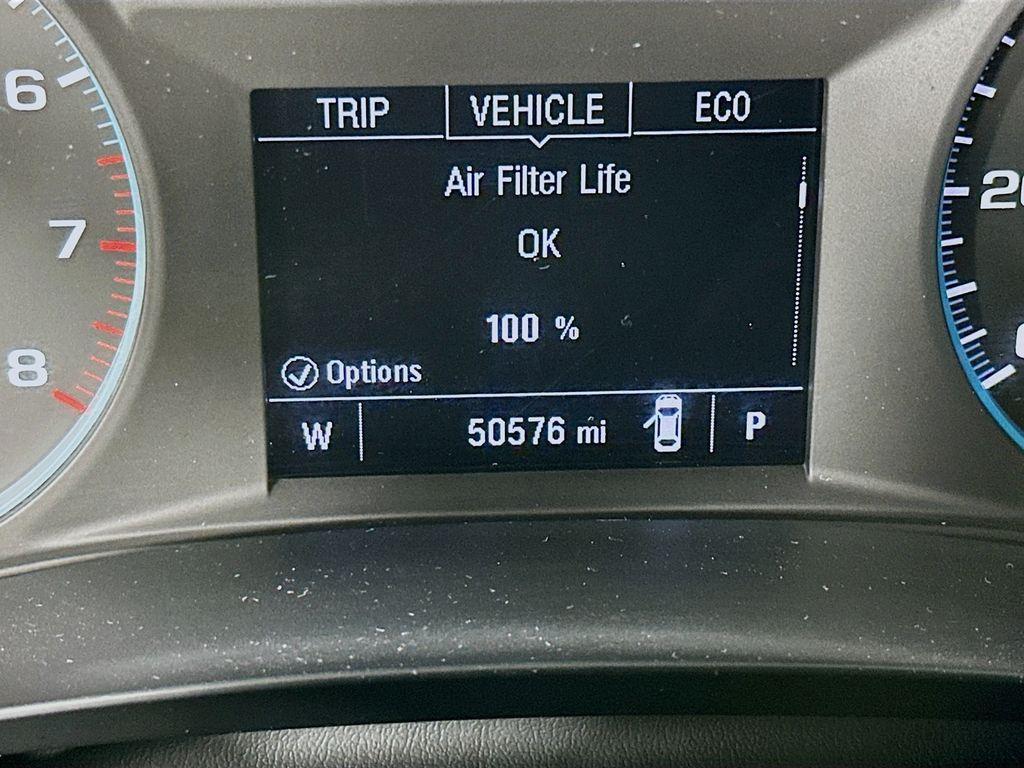 TRIP VEHICLE ECO
Air Filter Life
OK
100 %
Options
W 50576 mi P
6
7
8